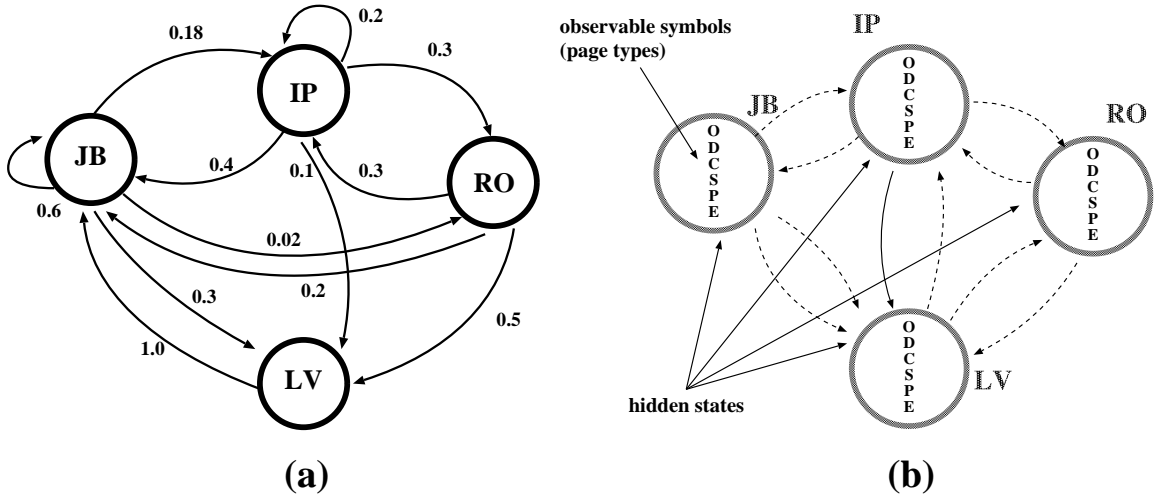 0.18
0.2
0.3
IP
JB
0.4
0.1
0.3
RO
0.6
0.02
0.2
0.3
0.5
1.0
LV
(a)
observable symbols
(page types)
IP
JB
RO
O
D
C
S
P
E
O
D
C
S
P
E
O
D
C
S
P
E
O
D
C
S
P
E
LV
hidden states
(b)